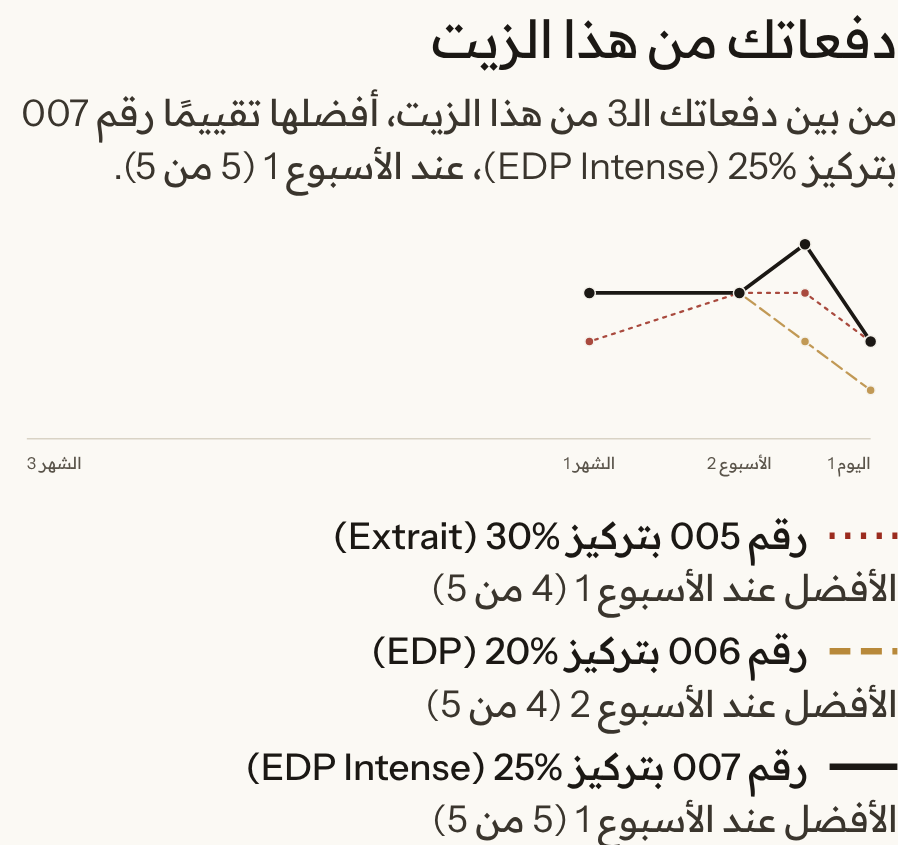 دفعاتك من هذا الزيت
من بين دفعاتك الـ3 من هذا الزيت، أفضلها تقييمًا رقم 007
بتركيز 25% (EDP Intense)، عند الأسبوع 1 (5 من 5).
اليوم 1
الأسبوع 2
الشهر 1
الشهر 3
رقم 005 بتركيز 30% (Extrait)
الأفضل عند الأسبوع 1 (4 من 5)
رقم 006 بتركيز 20% (EDP)
الأفضل عند الأسبوع 2 (4 من 5)
رقم 007 بتركيز 25% (EDP Intense)
الأفضل عند الأسبوع 1 (5 من 5)